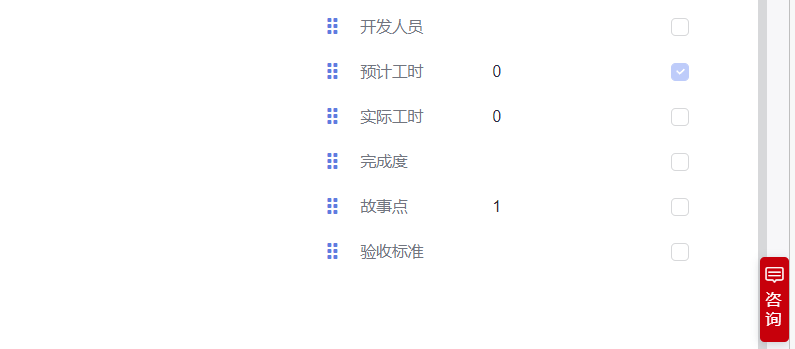 开发人员
预计工时 0
实际工时 0
完成度
故事点 1
验收标准
咨
询